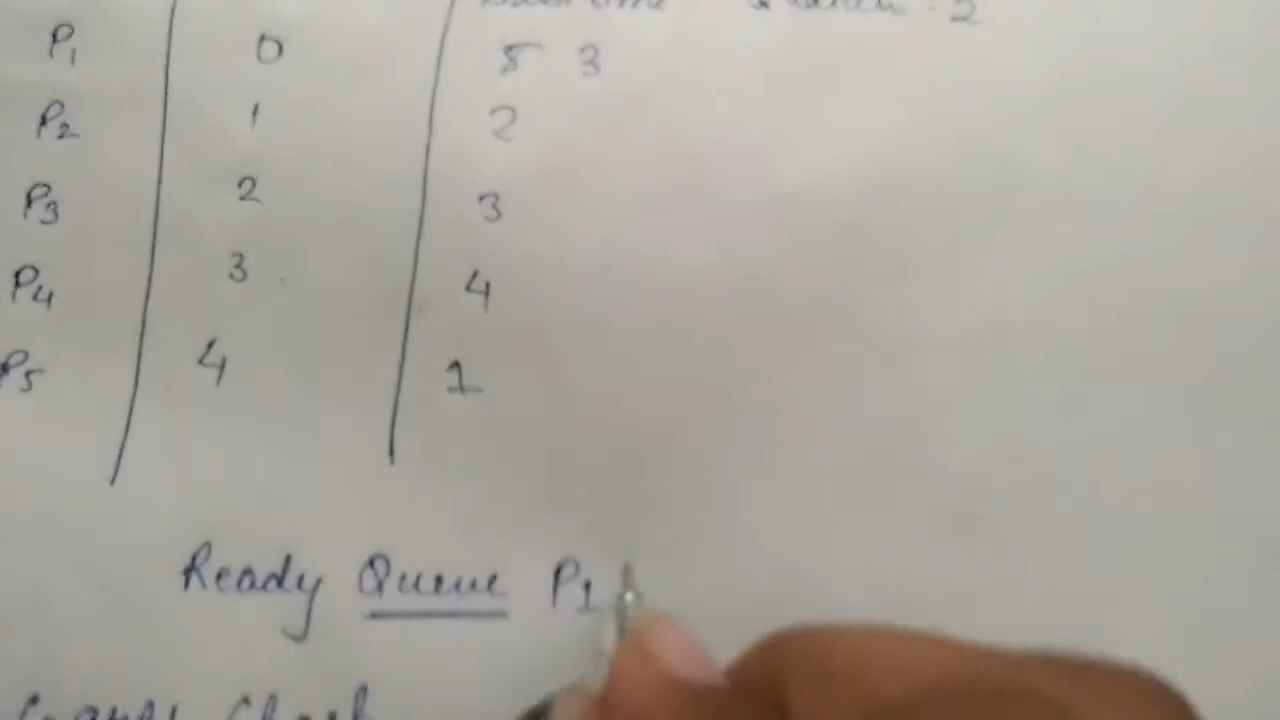 P1 0 5 3
P2 1 2
P3 2 3
P4 3 4
P5 4 1
Ready Queue P1
Chart